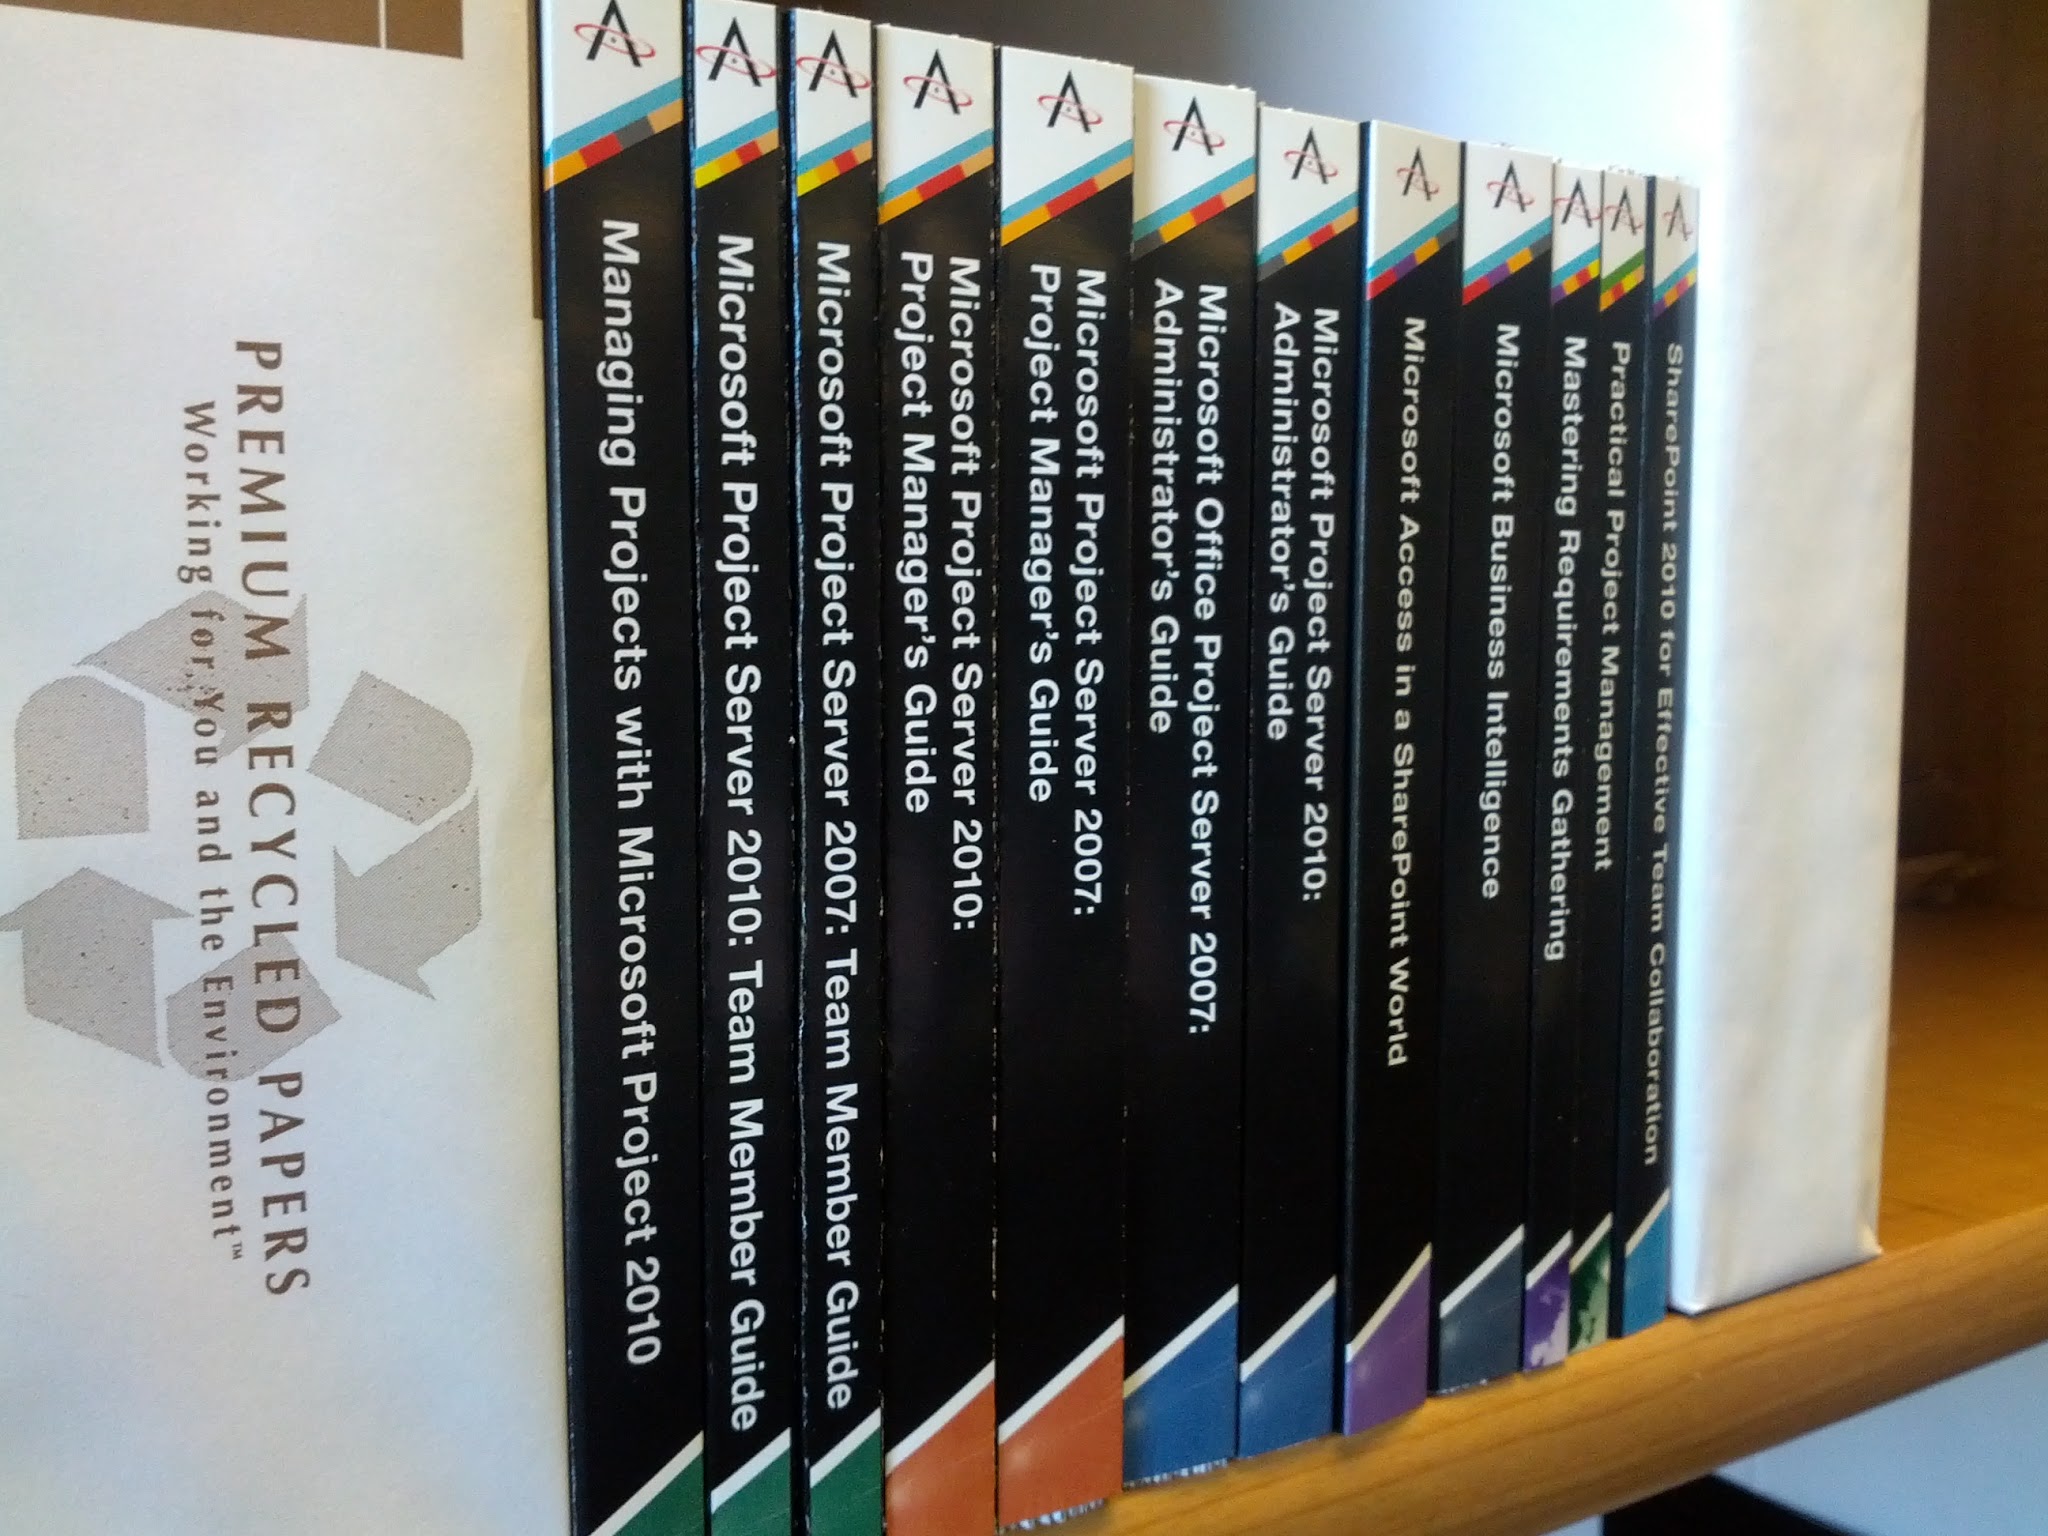 PREMIUM RECYCLED PAPERS
Working for You and the Environment™
Managing Projects with Microsoft Project 2010
Microsoft Project Server 2010: Team Member Guide
Microsoft Project Server 2007: Team Member Guide
Microsoft Project Server 2010:
Project Manager's Guide
Microsoft Project Server 2007:
Project Manager's Guide
Microsoft Office Project Server 2007:
Administrator's Guide
Microsoft Project Server 2010:
Administrator's Guide
Microsoft Access in a SharePoint World
Microsoft Business Intelligence
Mastering Requirements Gathering
Practical Project Management
SharePoint 2010 for Effective Team Collaboration